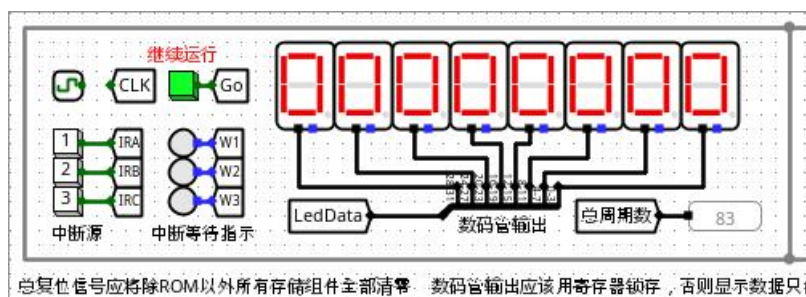 继续运行
CLK Go
1 IRA W1
2 IRB W2
3 IRC W3
LedData 数码管输出 总周期数 83
中断源 中断等待指示
总复位信号应将除ROM以外所有存储组件全部清零 数码管输出应该用寄存器锁存，否则显示数据只